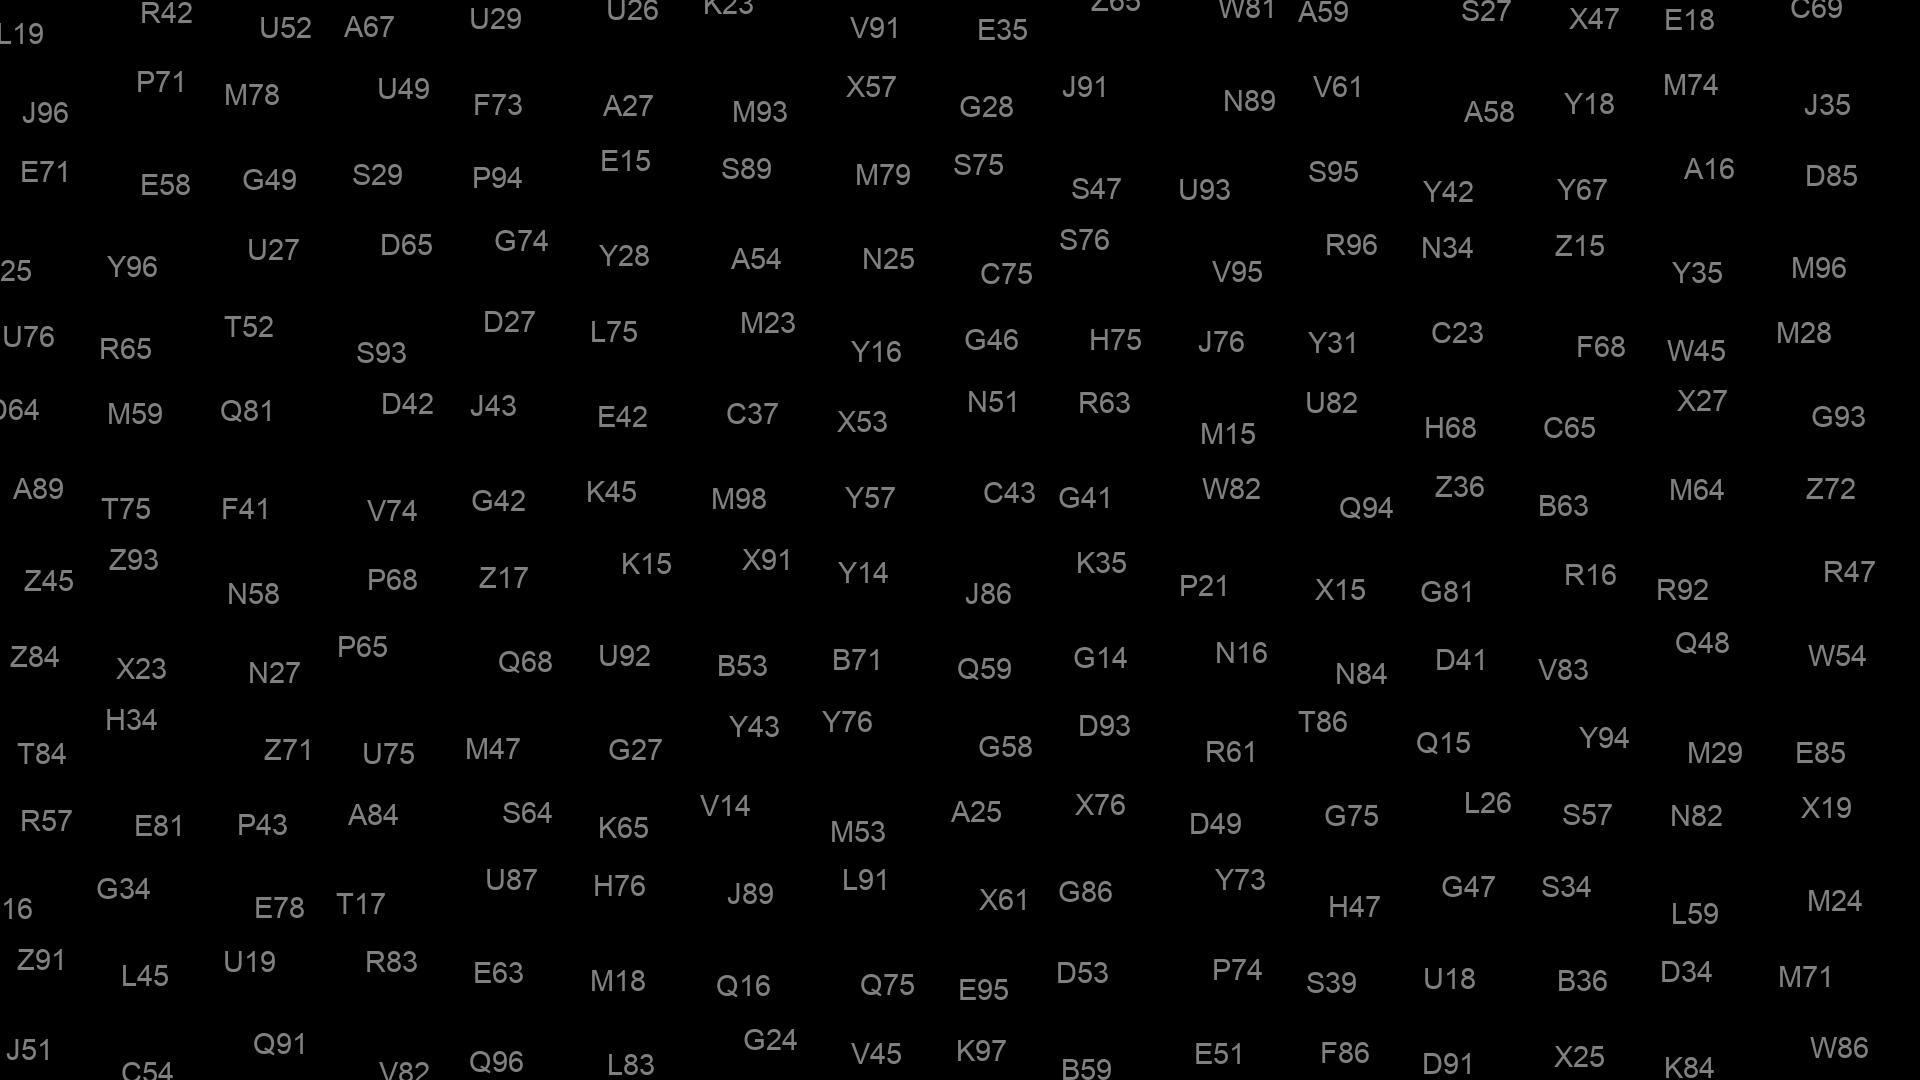 L19 R42 U52 A67 U29 U26 K23 V91 E35 Z65 W81 A59 S27 X47 E18 C69
J96 P71 M78 U49 F73 A27 M93 X57 G28 J91 N89 V61 A58 Y18 M74 J35
E71 E58 G49 S29 P94 E15 S89 M79 S75 S47 U93 S95 Y42 Y67 A16 D85
25 Y96 U27 D65 G74 Y28 A54 N25 C75 S76 V95 R96 N34 Z15 Y35 M96
U76 R65 T52 S93 D27 L75 M23 Y16 G46 H75 J76 Y31 C23 F68 W45 M28
64 M59 Q81 D42 J43 E42 C37 X53 N51 R63 M15 U82 H68 C65 X27 G93
A89 T75 F41 V74 G42 K45 M98 Y57 C43 G41 W82 Q94 Z36 B63 M64 Z72
Z45 Z93 N58 P68 Z17 K15 X91 Y14 J86 K35 P21 X15 G81 R16 R92 R47
Z84 X23 N27 P65 Q68 U92 B53 B71 Q59 G14 N16 N84 D41 V83 Q48 W54
T84 H34 Z71 U75 M47 G27 Y43 Y76 G58 D93 R61 T86 Q15 Y94 M29 E85
R57 E81 P43 A84 S64 K65 V14 M53 A25 X76 D49 G75 L26 S57 N82 X19
16 G34 E78 T17 U87 H76 J89 L91 X61 G86 Y73 H47 G47 S34 L59 M24
Z91 L45 U19 R83 E63 M18 Q16 Q75 E95 D53 P74 S39 U18 B36 D34 M71
J51 C54 Q91 V82 Q96 L83 G24 V45 K97 B59 E51 F86 D91 X25 K84 W86